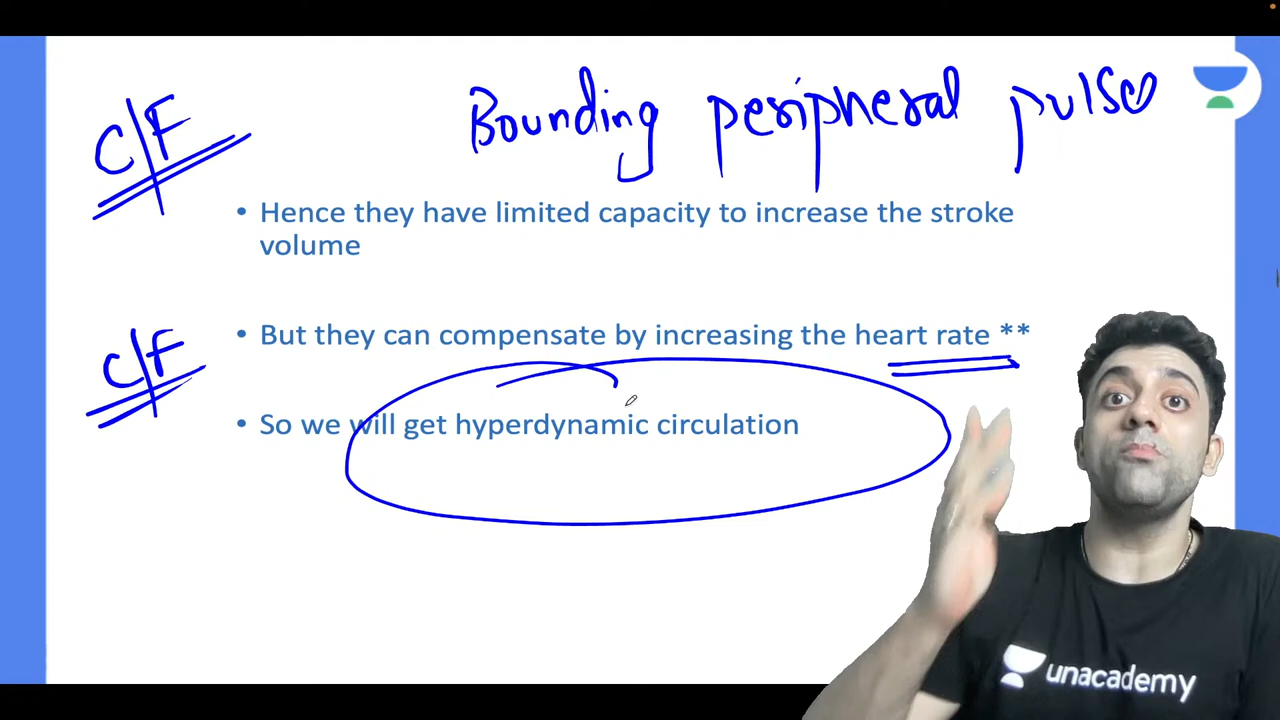 C/F
Bounding peripheral pulse
• Hence they have limited capacity to increase the stroke
volume
• But they can compensate by increasing the heart rate **
C/F
• So we will get hyperdynamic circulation
unacademy